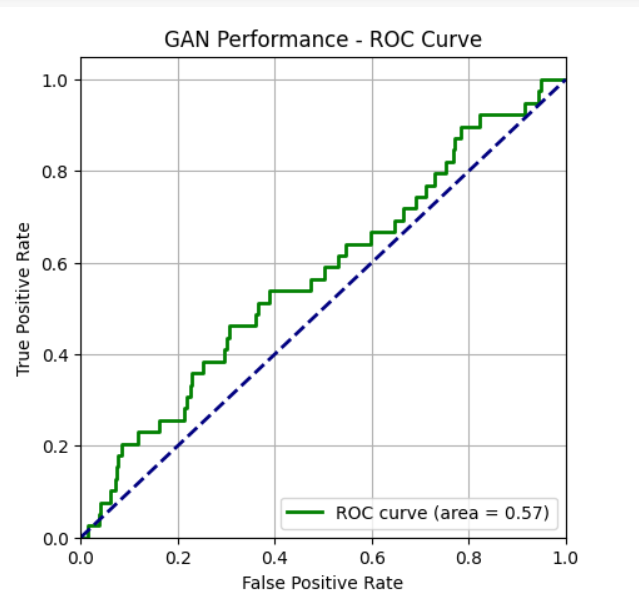 GAN Performance - ROC Curve
True Positive Rate
1.0
0.8
0.6
0.4
0.2
0.0
ROC curve (area = 0.57)
0.0 0.2 0.4 0.6 0.8 1.0
False Positive Rate